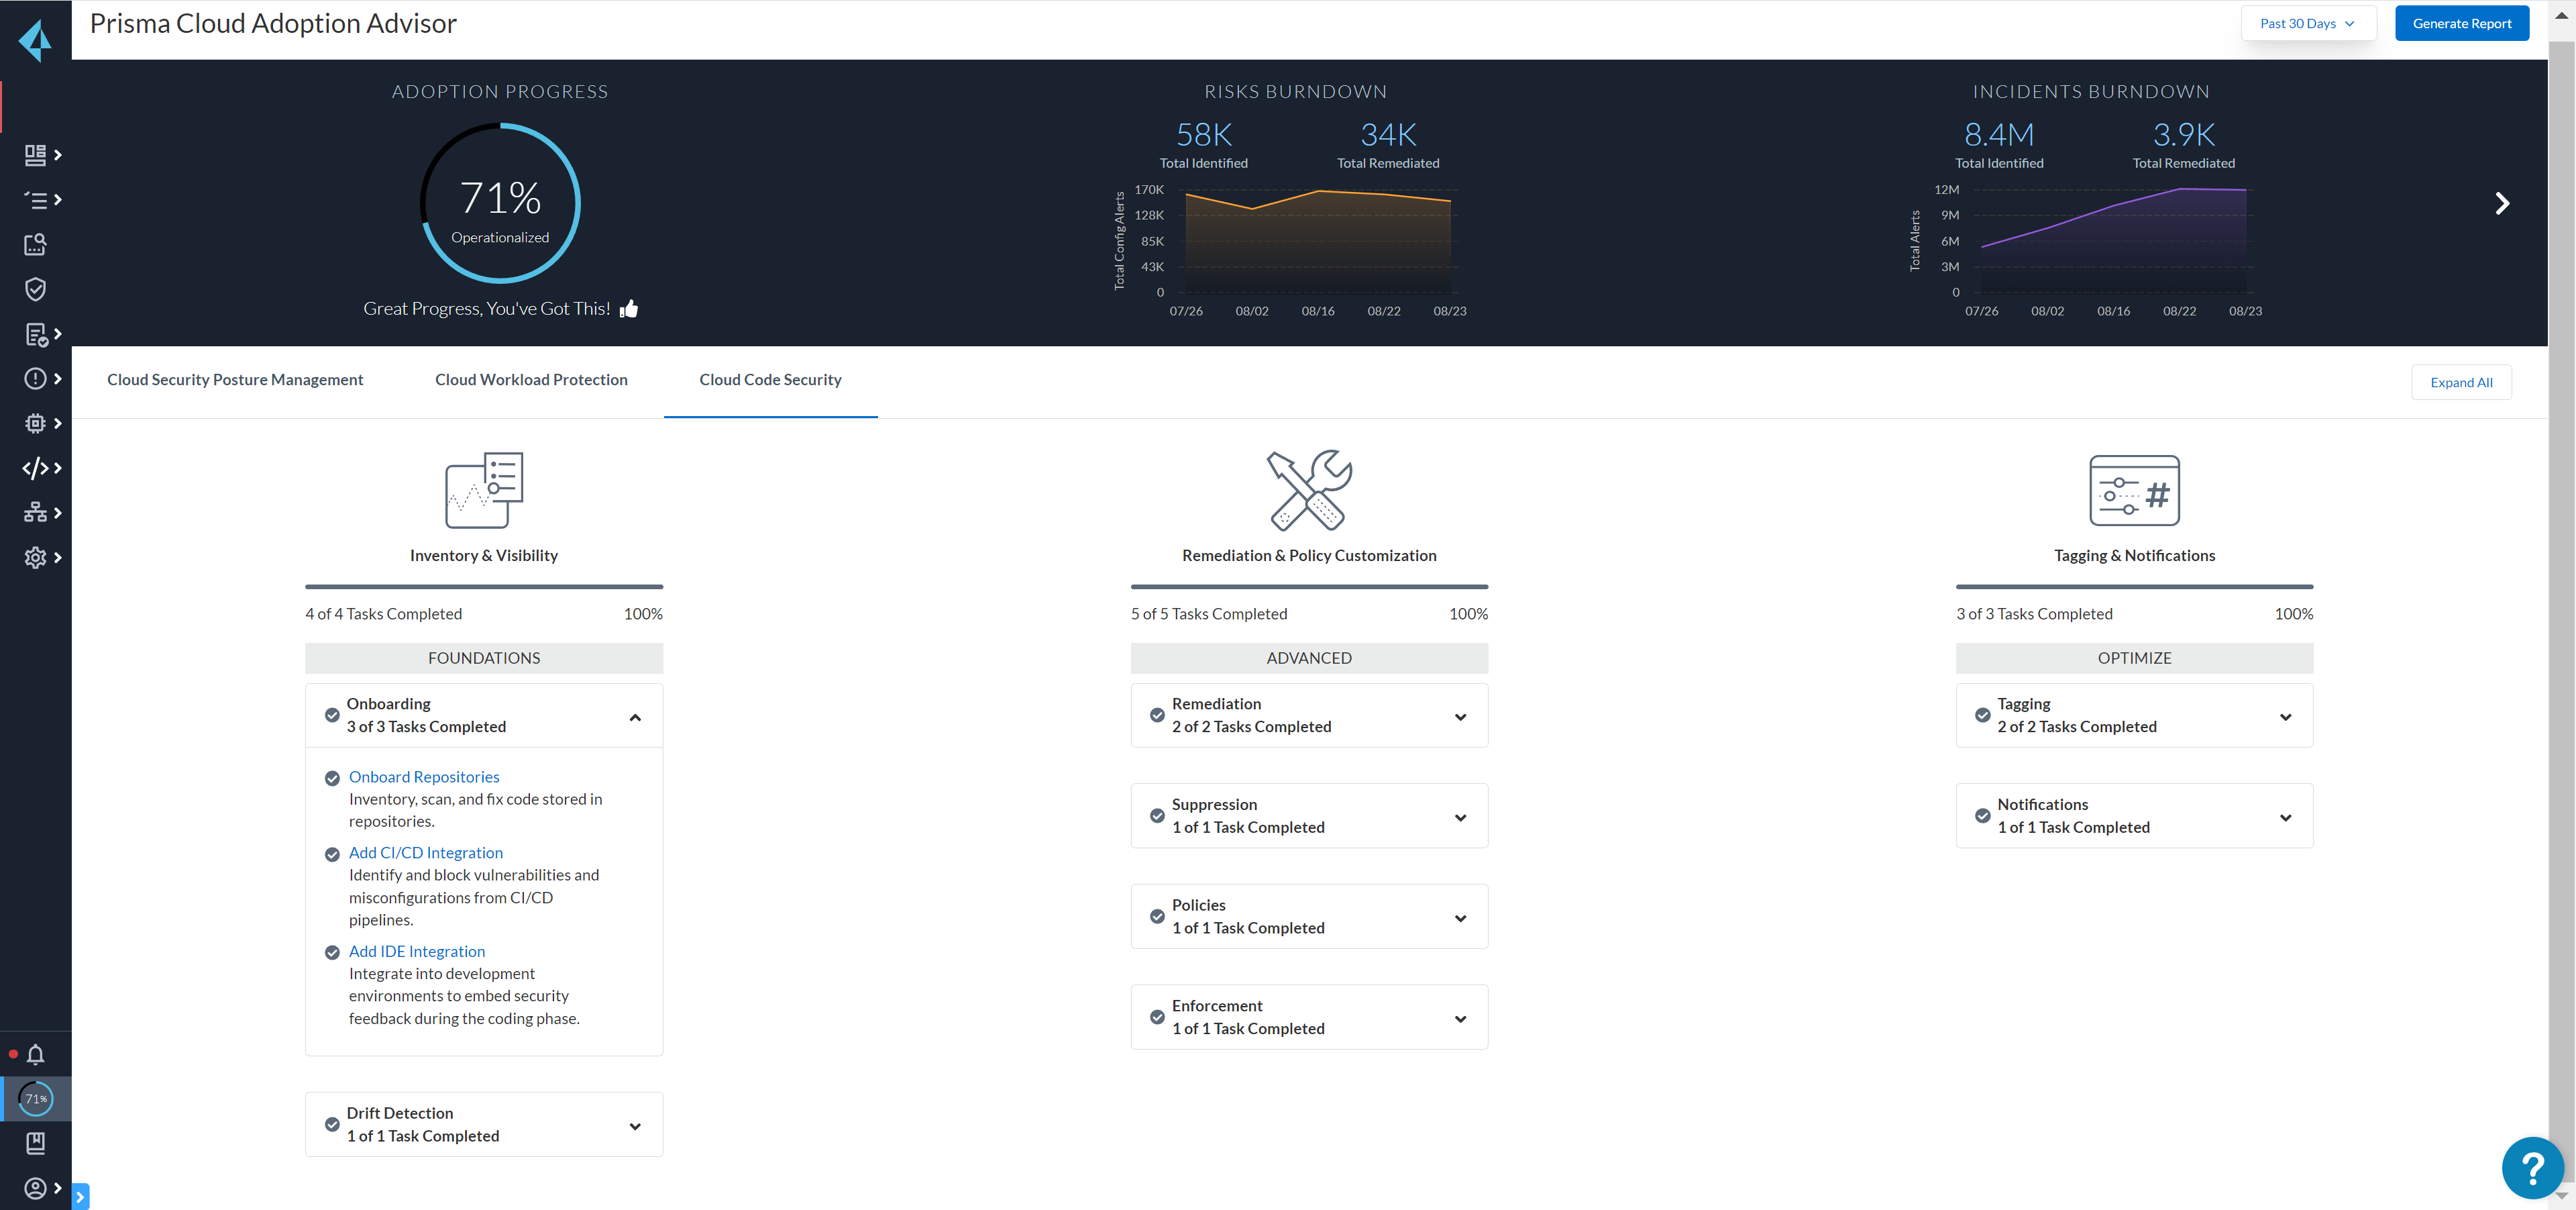 Prisma Cloud Adoption Advisor
Past 30 Days
Generate Report
ADOPTION PROGRESS
71%
Operationalized
Great Progress, You've Got This!
RISKS BURNDOWN
58K
Total Identified
34K
Total Remediated
Total Config Alerts
170K
128K
85K
43K
0
07/26
08/02
08/16
08/22
08/23
INCIDENTS BURNDOWN
8.4M
Total Identified
3.9K
Total Remediated
Total Alerts
12M
9M
6M
3M
0
07/26
08/02
08/16
08/22
08/23
Cloud Security Posture Management
Cloud Workload Protection
Cloud Code Security
Expand All
Inventory & Visibility
4 of 4 Tasks Completed
100%
FOUNDATIONS
Onboarding
3 of 3 Tasks Completed
Onboard Repositories
Inventory, scan, and fix code stored in
repositories.
Add CI/CD Integration
Identify and block vulnerabilities and
misconfigurations from CI/CD
pipelines.
Add IDE Integration
Integrate into development
environments to embed security
feedback during the coding phase.
Drift Detection
1 of 1 Task Completed
Remediation & Policy Customization
5 of 5 Tasks Completed
100%
ADVANCED
Remediation
2 of 2 Tasks Completed
Suppression
1 of 1 Task Completed
Policies
1 of 1 Task Completed
Enforcement
1 of 1 Task Completed
Tagging & Notifications
3 of 3 Tasks Completed
100%
OPTIMIZE
Tagging
2 of 2 Tasks Completed
Notifications
1 of 1 Task Completed
71%
?